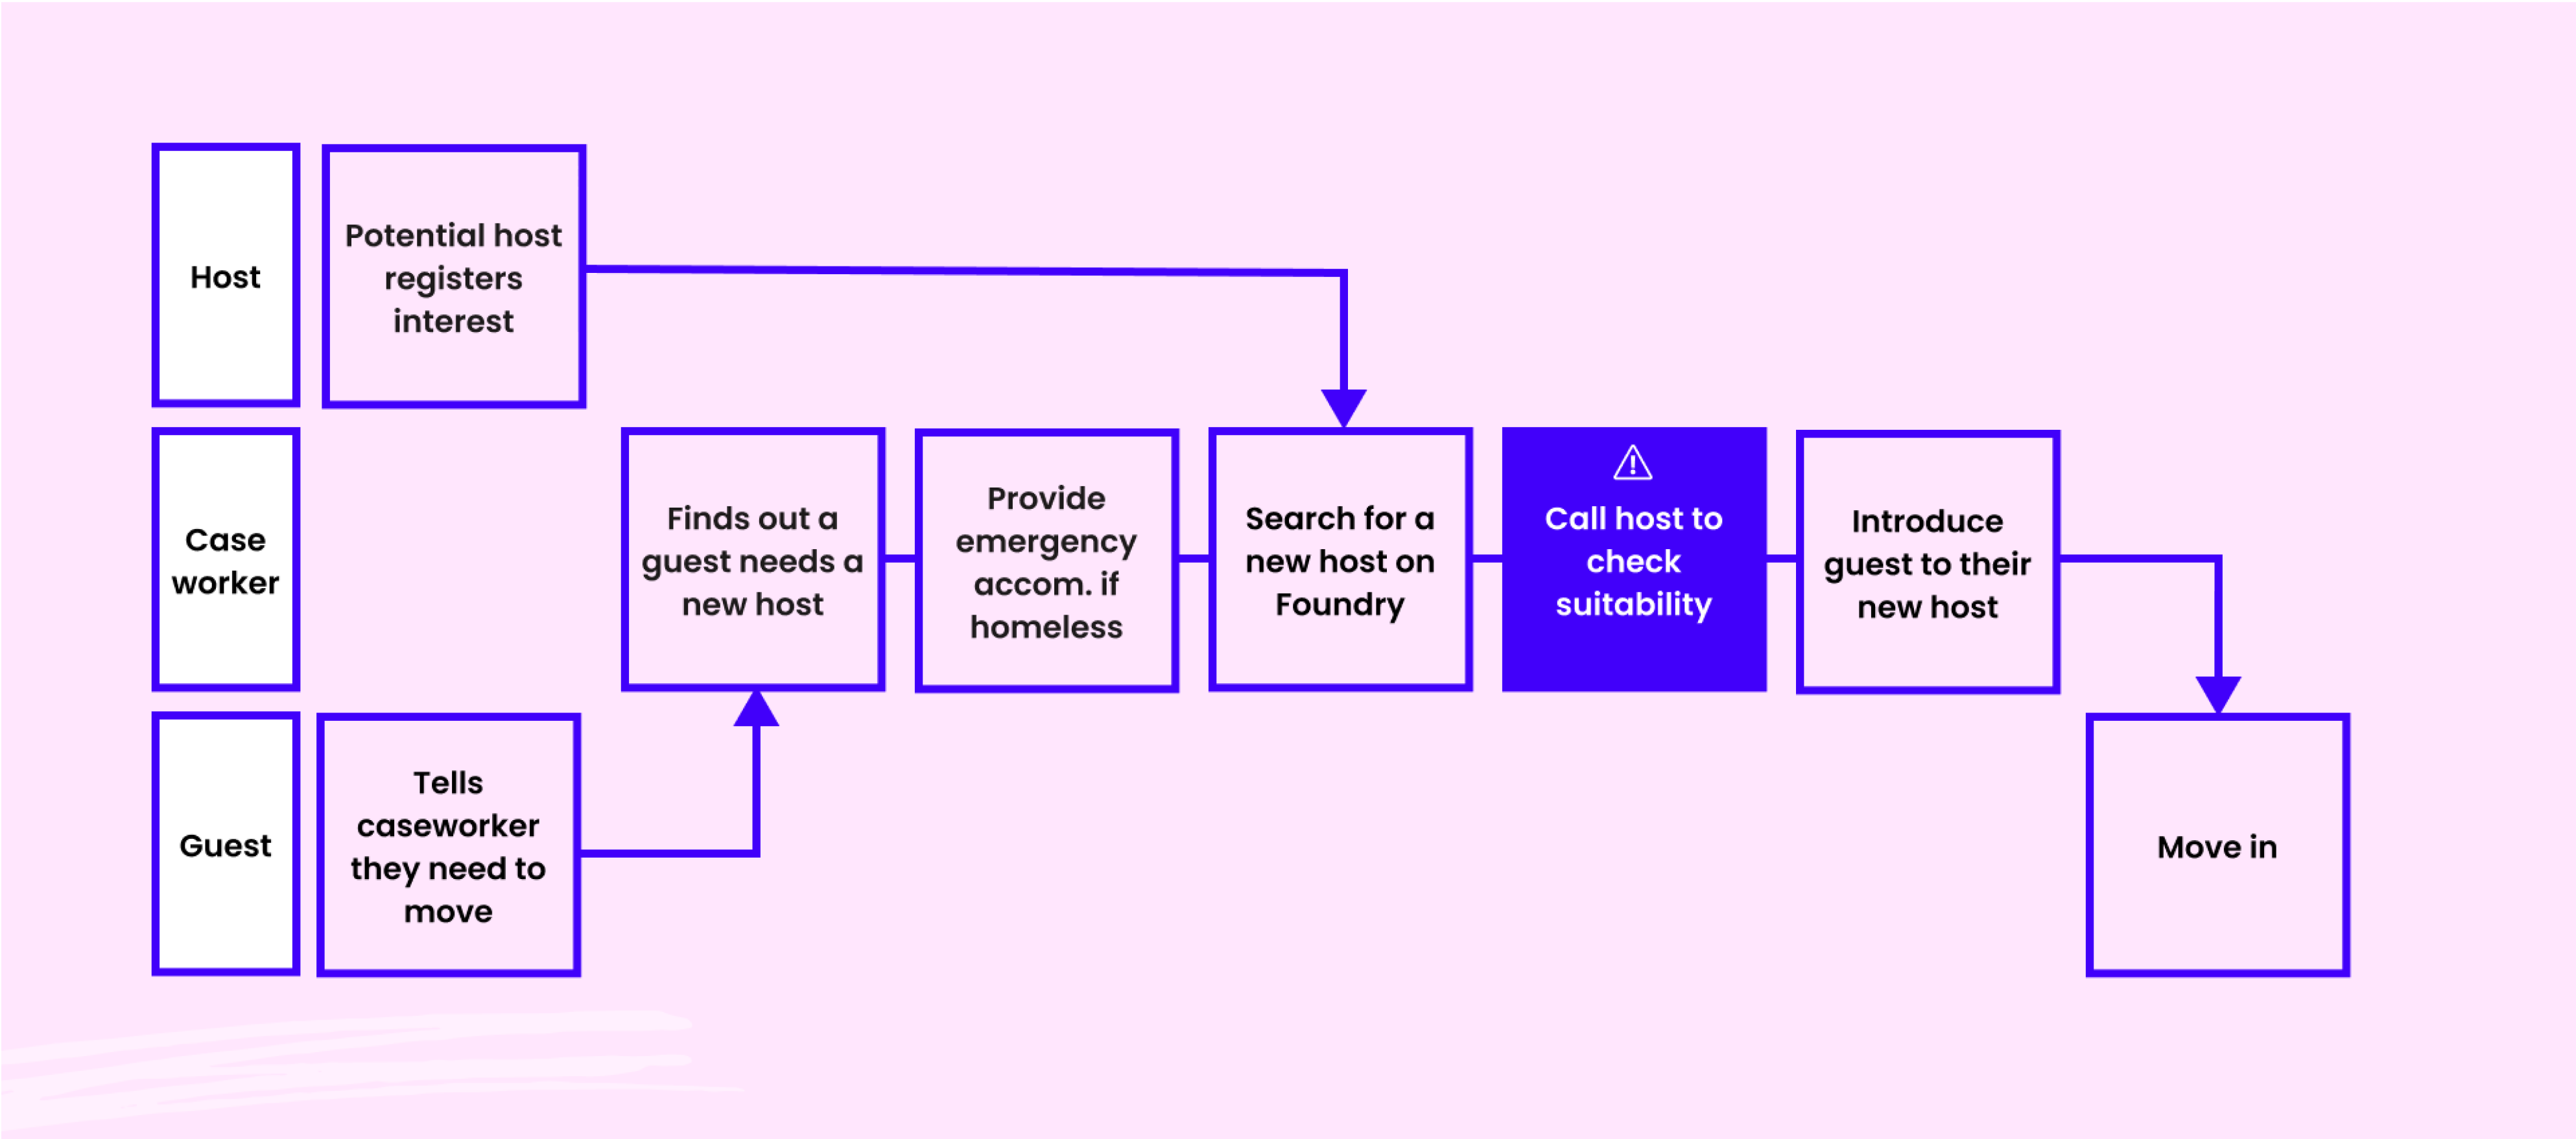 Host
Potential host
registers
interest
Case
worker
Finds out a
guest needs a
new host
Provide
emergency
accom. if
homeless
Search for a
new host on
Foundry
Call host to
check
suitability
Introduce
guest to their
new host
Guest
Tells
caseworker
they need to
move
Move in